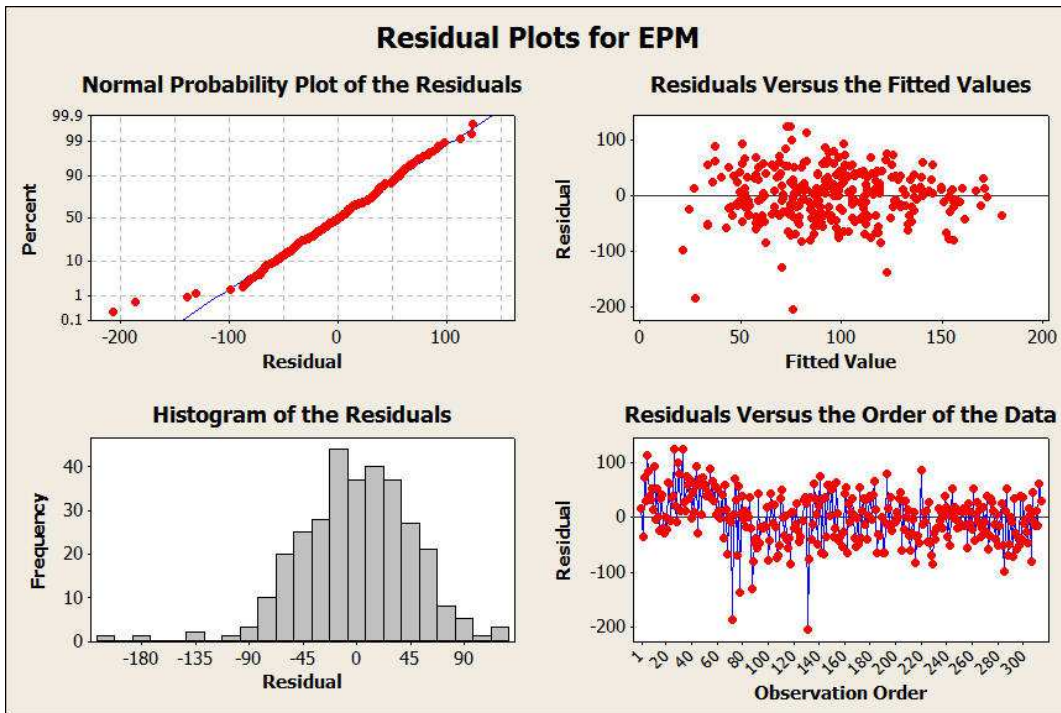 Residual Plots for EPM
Normal Probability Plot of the Residuals
99.9
99
90
50
10
1
0.1
Percent
-200 -100 0 100
Residual
Residuals Versus the Fitted Values
100
0
-100
-200
Residual
0 50 100 150 200
Fitted Value
Histogram of the Residuals
40
30
20
10
0
Frequency
-180 -135 -90 -45 0 45 90
Residual
Residuals Versus the Order of the Data
100
0
-100
-200
Residual
1 20 40 60 80 100 120 140 160 180 200 220 240 260 280 300
Observation Order